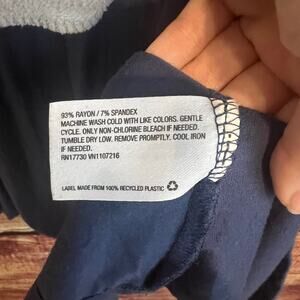 93% RAYON / 7% SPANDEX
MACHINE WASH COLD WITH LIKE COLORS. GENTLE
CYCLE. ONLY NON-CHLORINE BLEACH IF NEEDED.
TUMBLE DRY LOW. REMOVE PROMPTLY. COOL IRON
IF NEEDED.
RN17730 VN1107216
LABEL MADE FROM 100% RECYCLED PLASTIC